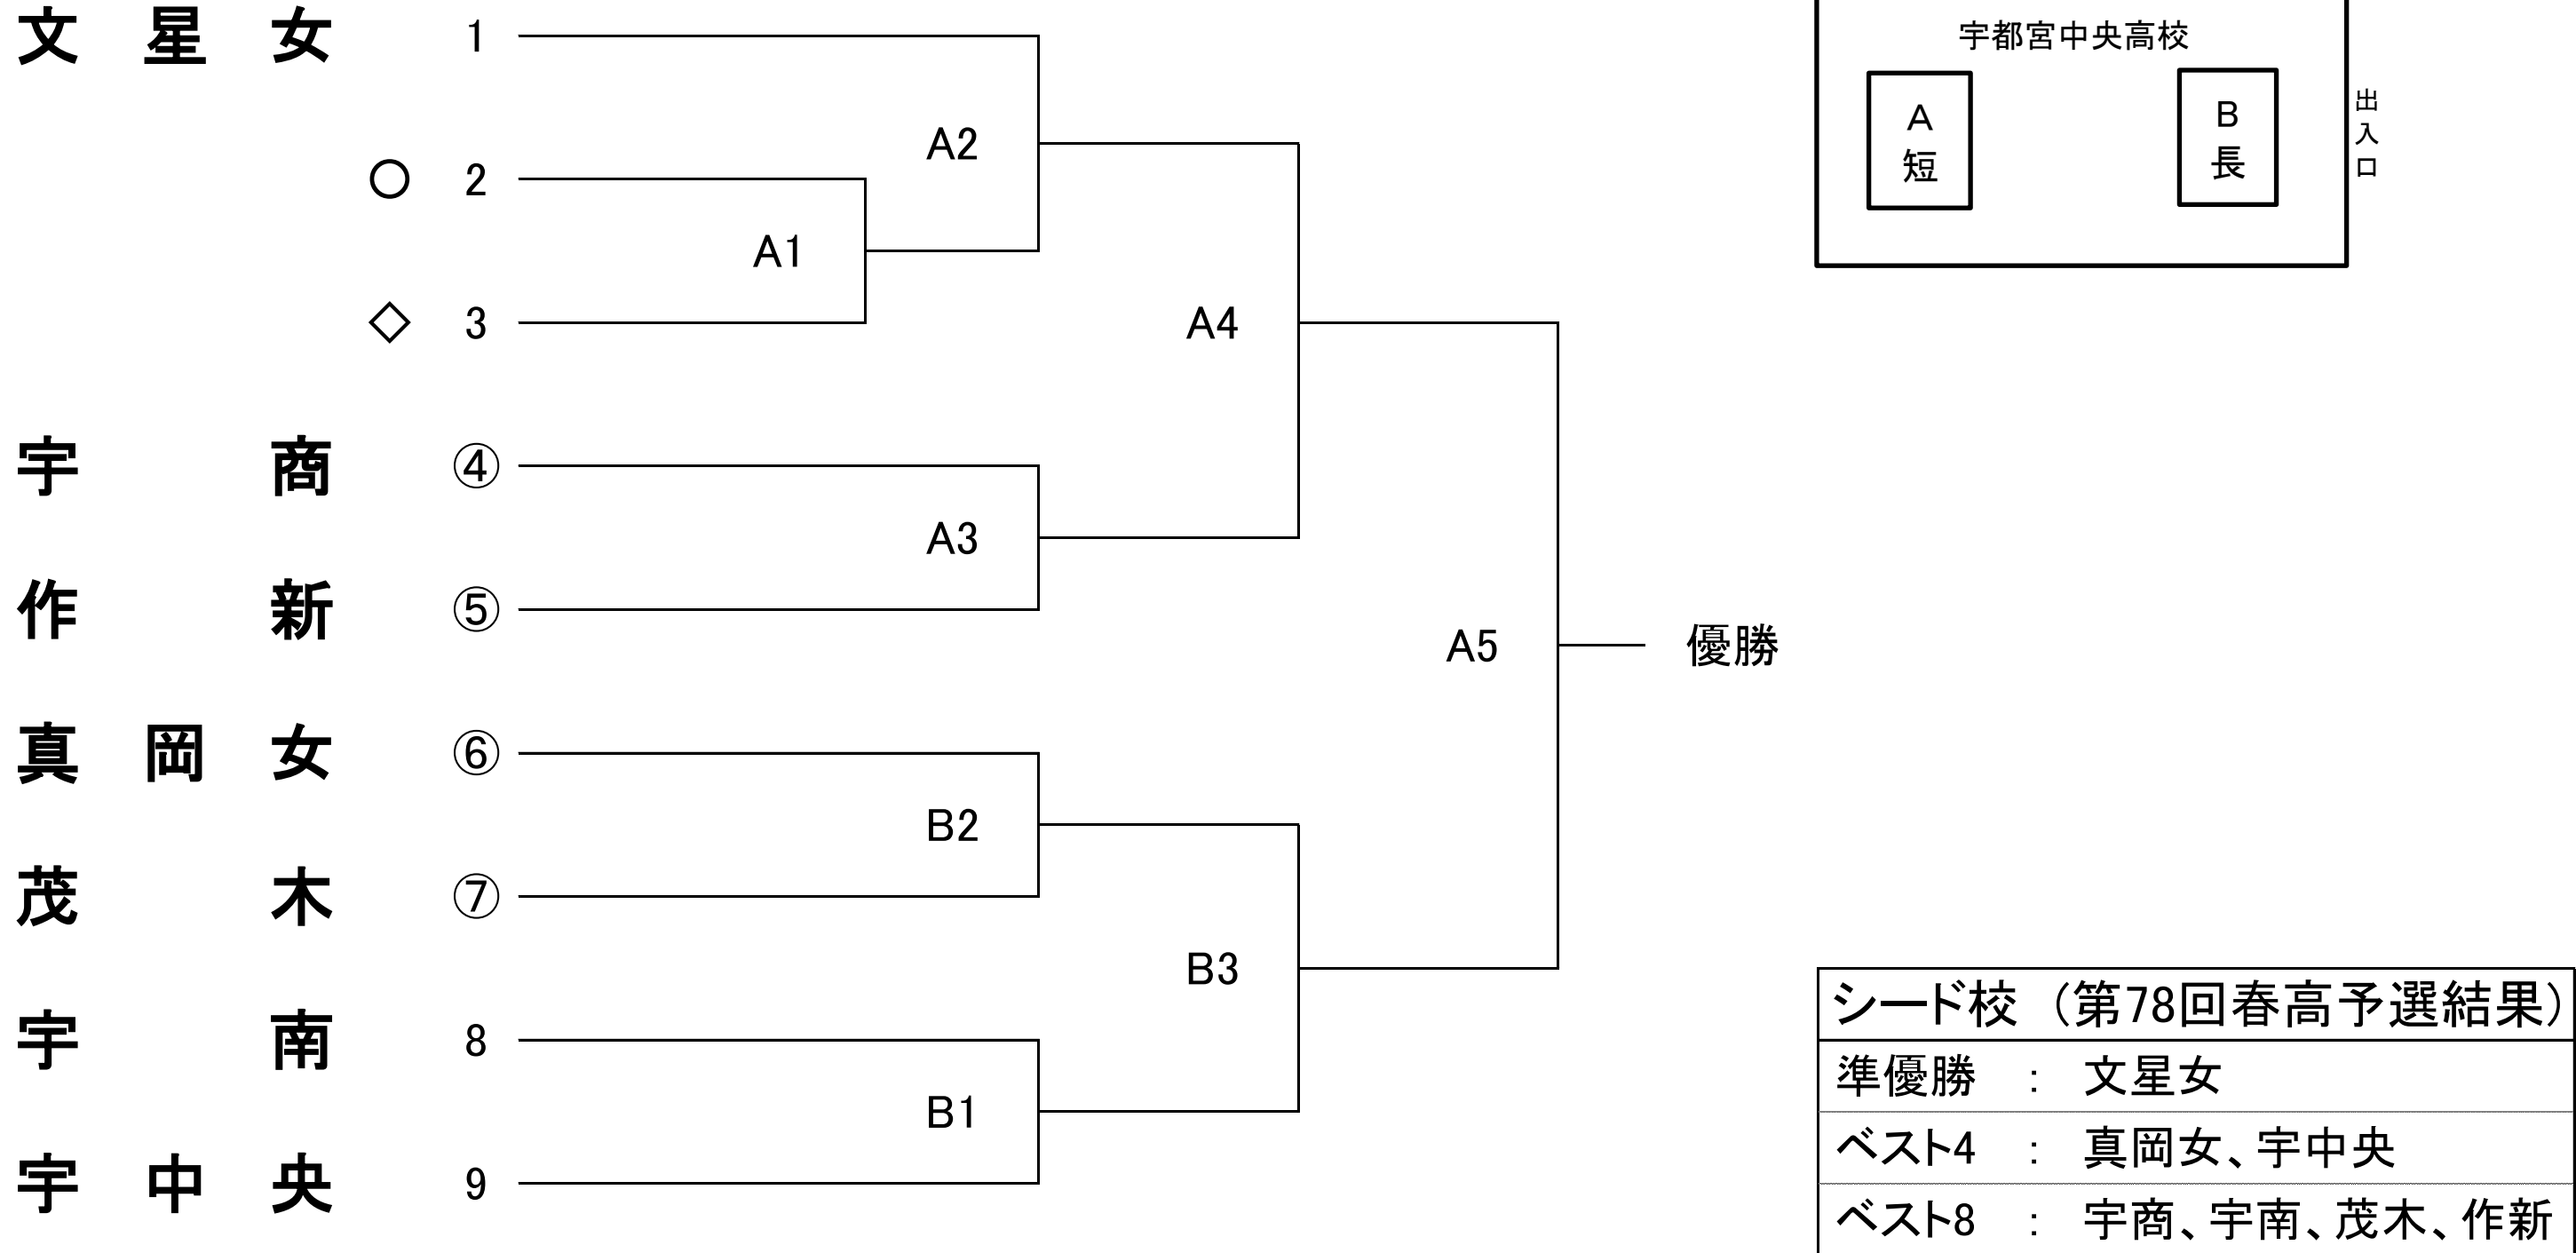 文星女 1
○ 2
◇ 3
宇商 ④
作新 ⑤
真岡女 ⑥
茂木 ⑦
宇南 8
宇中央 9
A1
A2
A3
A4
A5
B1
B2
B3
優勝
宇都宮中央高校
A
短
B
長
出入口
シード校（第78回春高予選結果）
準優勝 ： 文星女
ベスト4 ： 真岡女、宇中央
ベスト8 ： 宇商、宇南、茂木、作新